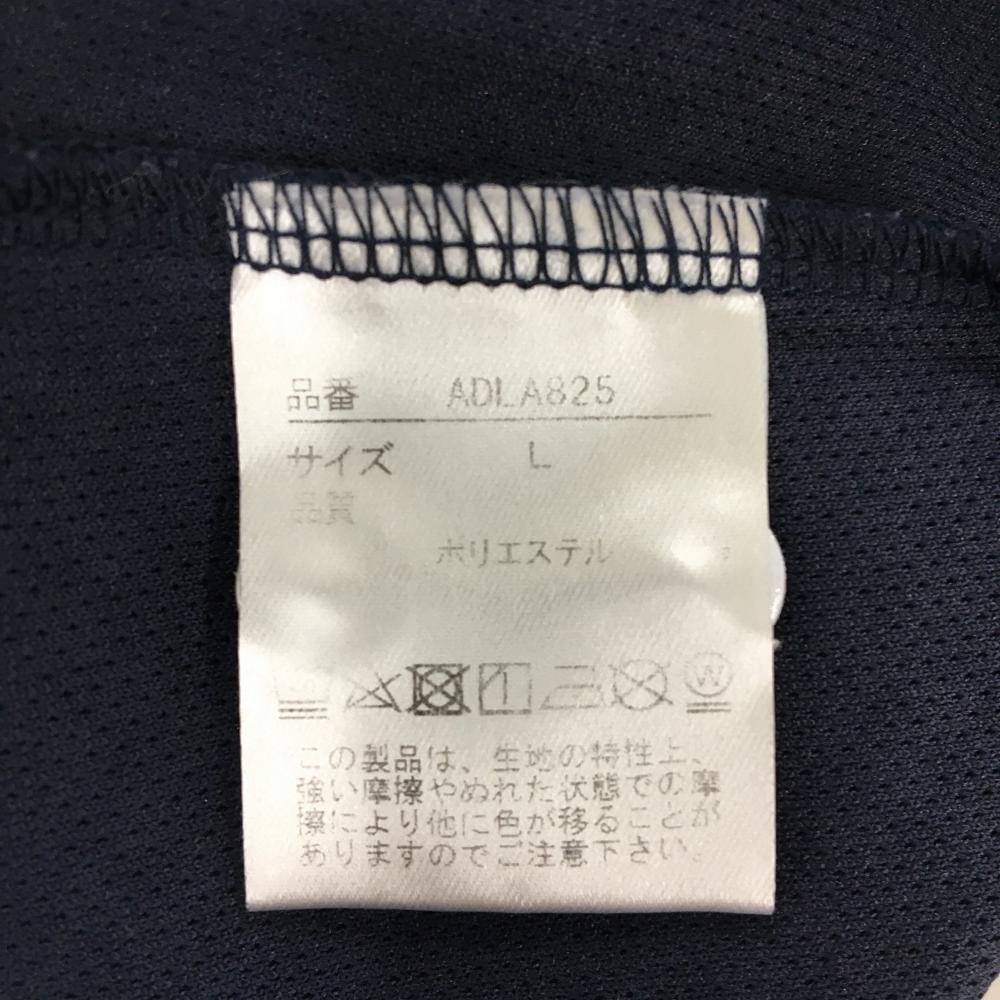 品番 ADLA825
サイズ L
品質
ポリエステル
W
この製品は、生地の特性上、
強い摩擦やぬれた状態での摩
擦により他に色が移ることが
ありますのでご注意下さい。